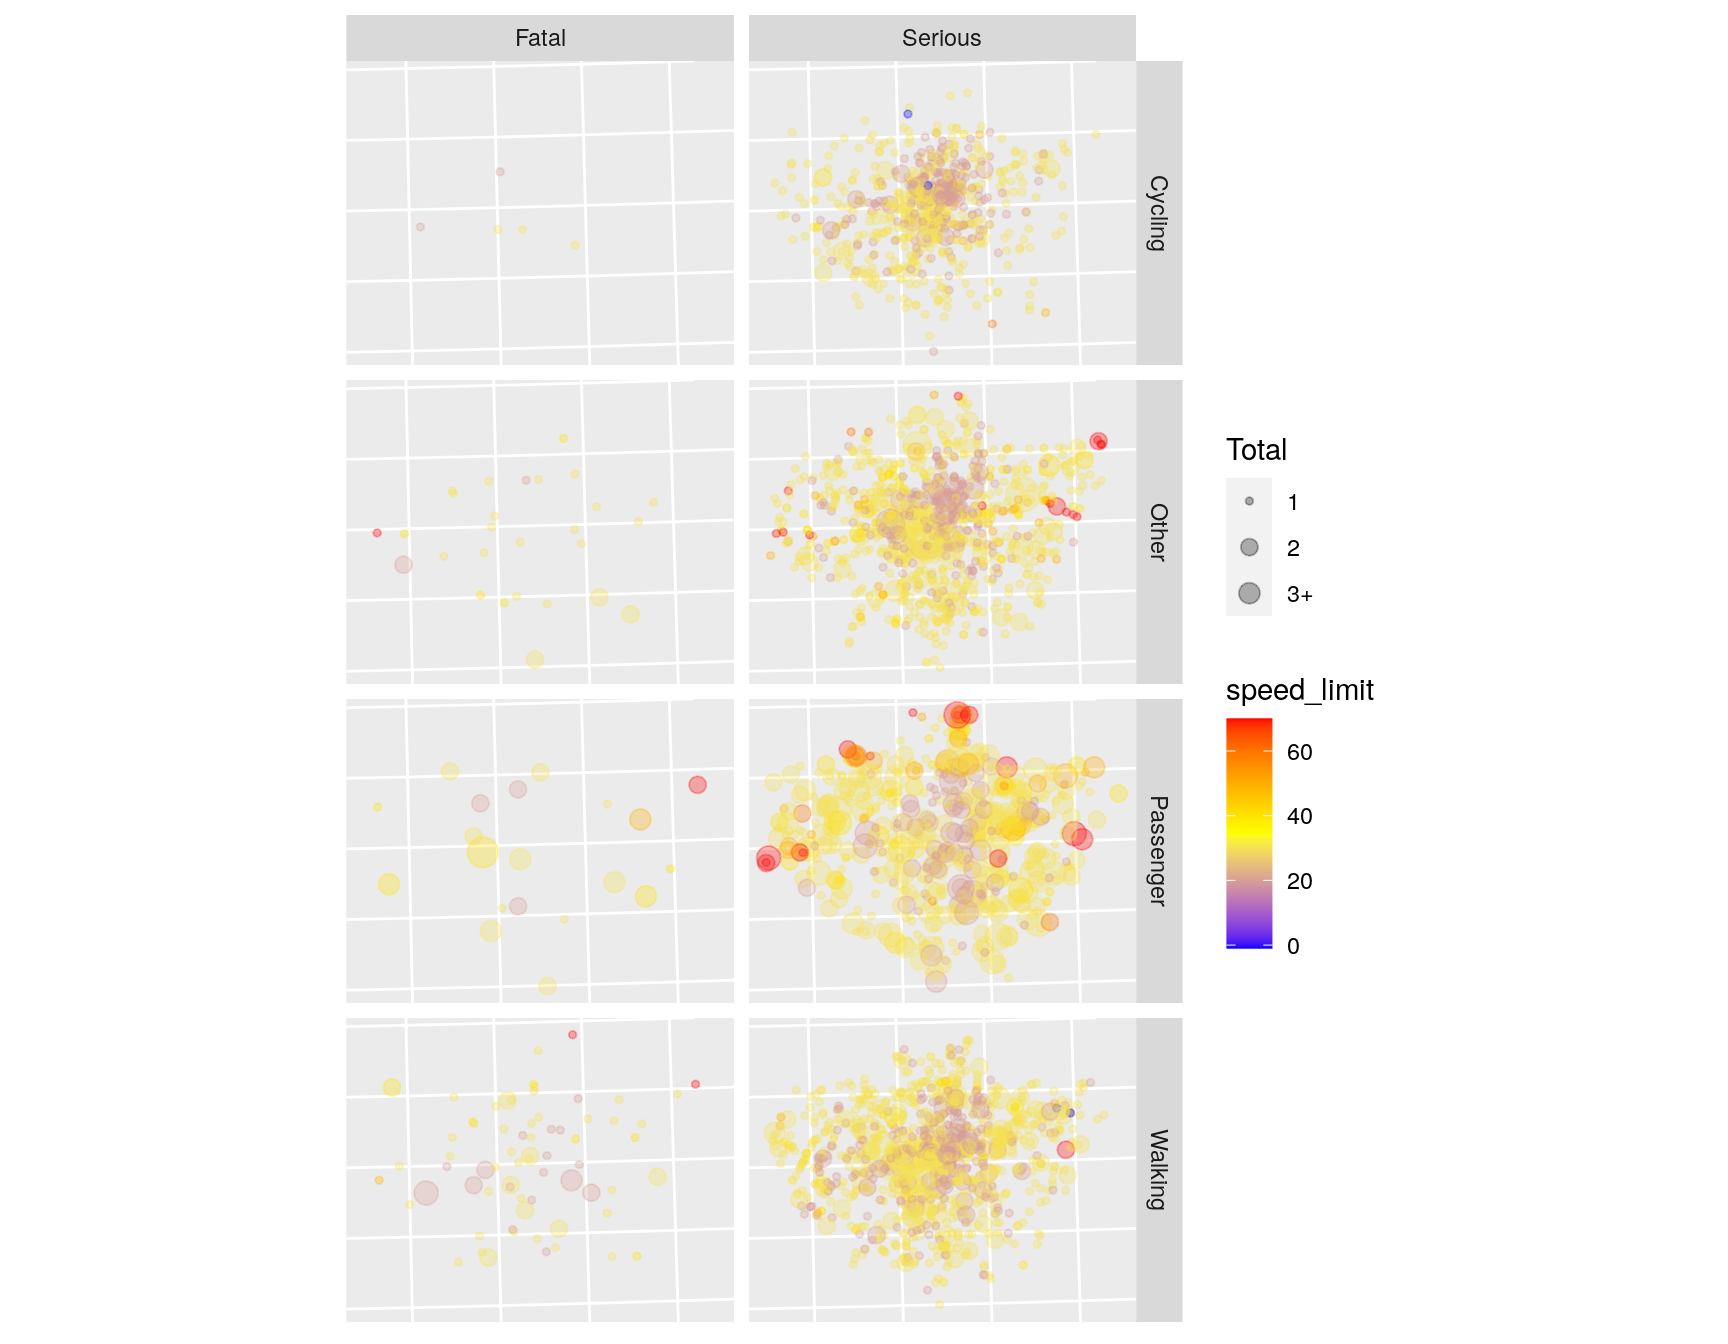 Fatal
Serious
Cycling
Other
Passenger
Walking
Total
1
2
3+
speed_limit
60
40
20
0